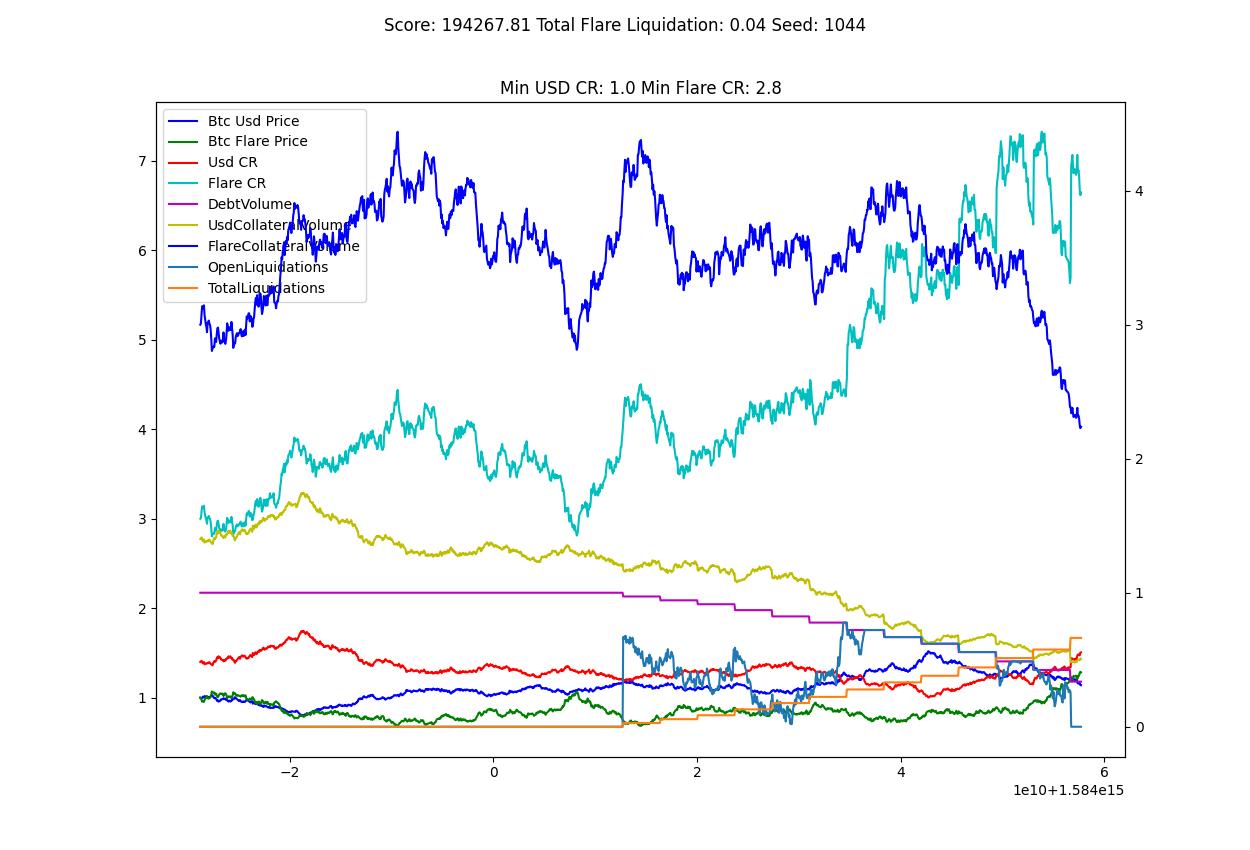 Score: 194267.81 Total Flare Liquidation: 0.04 Seed: 1044
Min USD CR: 1.0 Min Flare CR: 2.8
Btc Usd Price
Btc Flare Price
Usd CR
Flare CR
DebtVolume
UsdCollateralVolume
FlareCollateralVolume
OpenLiquidations
TotalLiquidations
7
6
5
4
3
2
1
4
3
2
1
0
−2
0
2
4
6
1e10+1.584e15